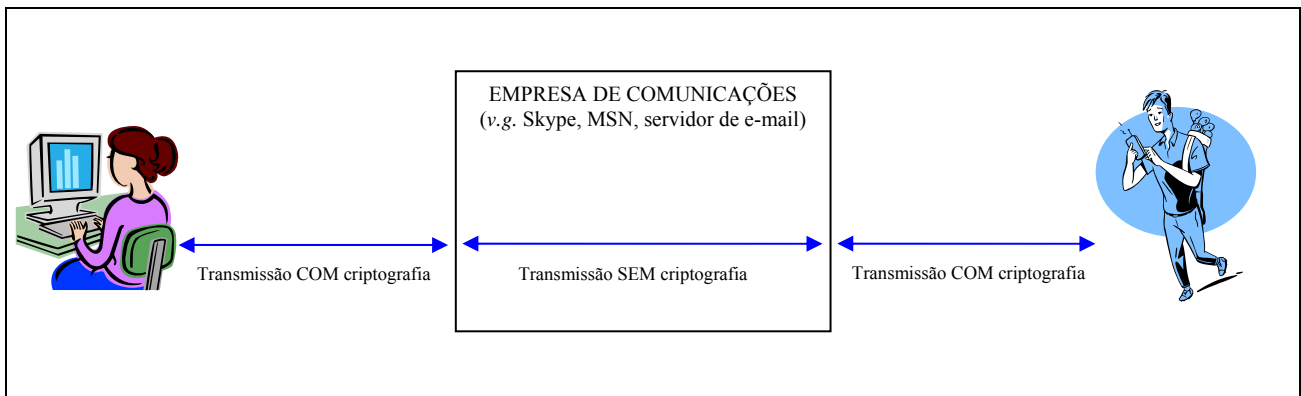 EMPRESA DE COMUNICAÇÕES
(v.g. Skype, MSN, servidor de e-mail)
Transmissão COM criptografia
Transmissão SEM criptografia
Transmissão COM criptografia